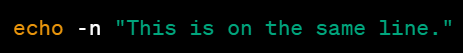 echo -n "This is on the same line."